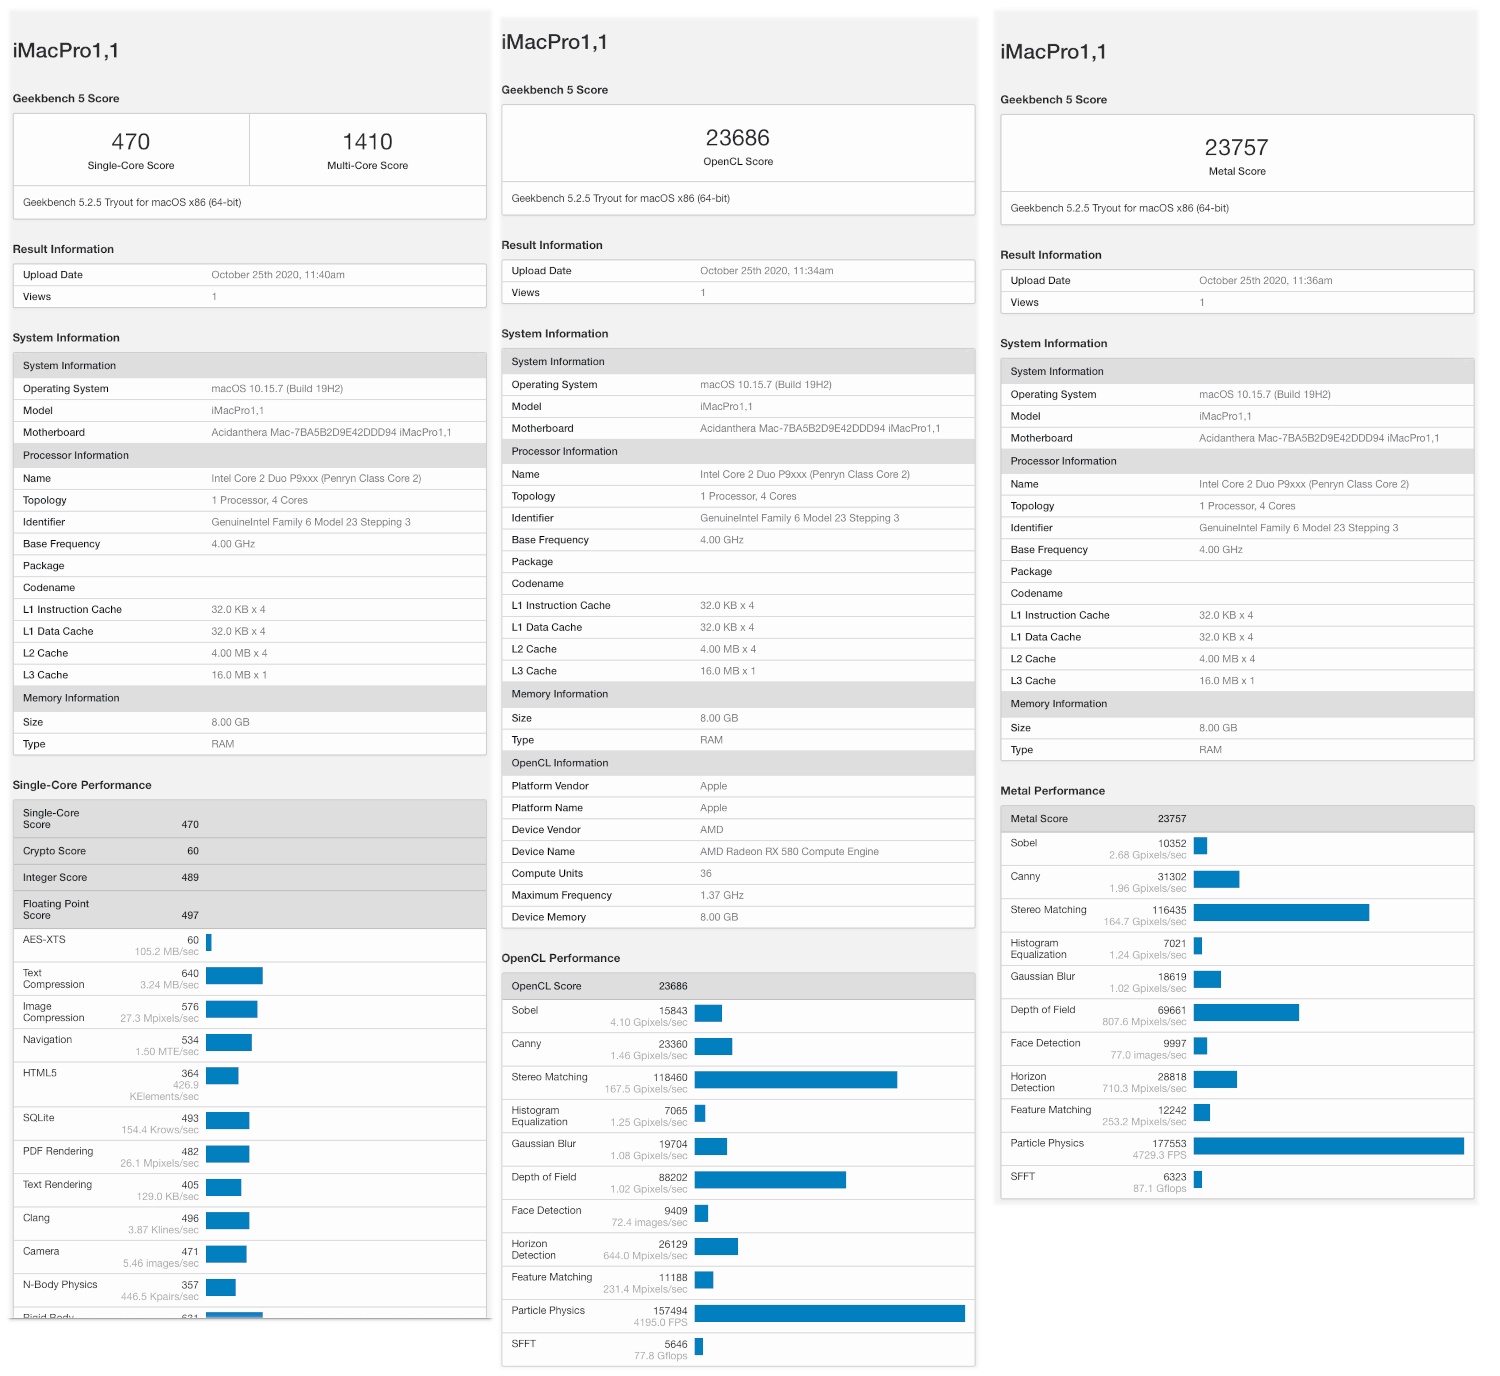 iMacPro1,1
Geekbench 5 Score
470
1410
Single-Core Score
Multi-Core Score
Geekbench 5.2.5 Tryout for macOS x86 (64-bit)
Result Information
Upload Date October 25th 2020, 11:40am
Views 1
System Information
System Information
Operating System macOS 10.15.7 (Build 19H2)
Model iMacPro1,1
Motherboard Acidanthera Mac-7BA5B2D9E42DDD94 iMacPro1,1
Processor Information
Name Intel Core 2 Duo P9xxx (Penryn Class Core 2)
Topology 1 Processor, 4 Cores
Identifier GenuineIntel Family 6 Model 23 Stepping 3
Base Frequency 4.00 GHz
Package
Codename
L1 Instruction Cache 32.0 KB x 4
L1 Data Cache 32.0 KB x 4
L2 Cache 4.00 MB x 4
L3 Cache 16.0 MB x 1
Memory Information
Size 8.00 GB
Type RAM
Single-Core Performance
Single-Core
Score 470
Crypto Score 60
Integer Score 489
Floating Point
Score 497
AES-XTS 60
105.2 MB/sec
Text 640
Compression 3.24 MB/sec
Image 576
Compression 27.3 Mpixels/sec
Navigation 534
1.50 MTE/sec
HTML5 364
426.9
KElements/sec
SQLite 493
154.4 Krows/sec
PDF Rendering 482
26.1 Mpixels/sec
Text Rendering 405
129.0 KB/sec
Clang 496
3.87 Klines/sec
Camera 471
5.46 images/sec
N-Body Physics 357
446.5 Kpairs/sec
Rigid Body 631
iMacPro1,1
Geekbench 5 Score
23686
OpenCL Score
Geekbench 5.2.5 Tryout for macOS x86 (64-bit)
Result Information
Upload Date October 25th 2020, 11:34am
Views 1
System Information
System Information
Operating System macOS 10.15.7 (Build 19H2)
Model iMacPro1,1
Motherboard Acidanthera Mac-7BA5B2D9E42DDD94 iMacPro1,1
Processor Information
Name Intel Core 2 Duo P9xxx (Penryn Class Core 2)
Topology 1 Processor, 4 Cores
Identifier GenuineIntel Family 6 Model 23 Stepping 3
Base Frequency 4.00 GHz
Package
Codename
L1 Instruction Cache 32.0 KB x 4
L1 Data Cache 32.0 KB x 4
L2 Cache 4.00 MB x 4
L3 Cache 16.0 MB x 1
Memory Information
Size 8.00 GB
Type RAM
OpenCL Information
Platform Vendor Apple
Platform Name Apple
Device Vendor AMD
Device Name AMD Radeon RX 580 Compute Engine
Compute Units 36
Maximum Frequency 1.37 GHz
Device Memory 8.00 GB
OpenCL Performance
OpenCL Score 23686
Sobel 15843
4.10 Gpixels/sec
Canny 23360
1.46 Gpixels/sec
Stereo Matching 118460
167.5 Gpixels/sec
Histogram 7065
Equalization 1.25 Gpixels/sec
Gaussian Blur 19704
1.08 Gpixels/sec
Depth of Field 88202
1.02 Gpixels/sec
Face Detection 9409
72.4 images/sec
Horizon 26129
Detection 644.0 Mpixels/sec
Feature Matching 11188
231.4 Mpixels/sec
Particle Physics 157494
4195.0 FPS
SFFT 5646
77.8 Gflops
iMacPro1,1
Geekbench 5 Score
23757
Metal Score
Geekbench 5.2.5 Tryout for macOS x86 (64-bit)
Result Information
Upload Date October 25th 2020, 11:36am
Views 1
System Information
System Information
Operating System macOS 10.15.7 (Build 19H2)
Model iMacPro1,1
Motherboard Acidanthera Mac-7BA5B2D9E42DDD94 iMacPro1,1
Processor Information
Name Intel Core 2 Duo P9xxx (Penryn Class Core 2)
Topology 1 Processor, 4 Cores
Identifier GenuineIntel Family 6 Model 23 Stepping 3
Base Frequency 4.00 GHz
Package
Codename
L1 Instruction Cache 32.0 KB x 4
L1 Data Cache 32.0 KB x 4
L2 Cache 4.00 MB x 4
L3 Cache 16.0 MB x 1
Memory Information
Size 8.00 GB
Type RAM
Metal Performance
Metal Score 23757
Sobel 10352
2.68 Gpixels/sec
Canny 31302
1.96 Gpixels/sec
Stereo Matching 116435
164.7 Gpixels/sec
Histogram 7021
Equalization 1.24 Gpixels/sec
Gaussian Blur 18619
1.02 Gpixels/sec
Depth of Field 69661
807.6 Mpixels/sec
Face Detection 9997
77.0 images/sec
Horizon 28818
Detection 710.3 Mpixels/sec
Feature Matching 12242
253.2 Mpixels/sec
Particle Physics 177553
4729.3 FPS
SFFT 6323
87.1 Gflops